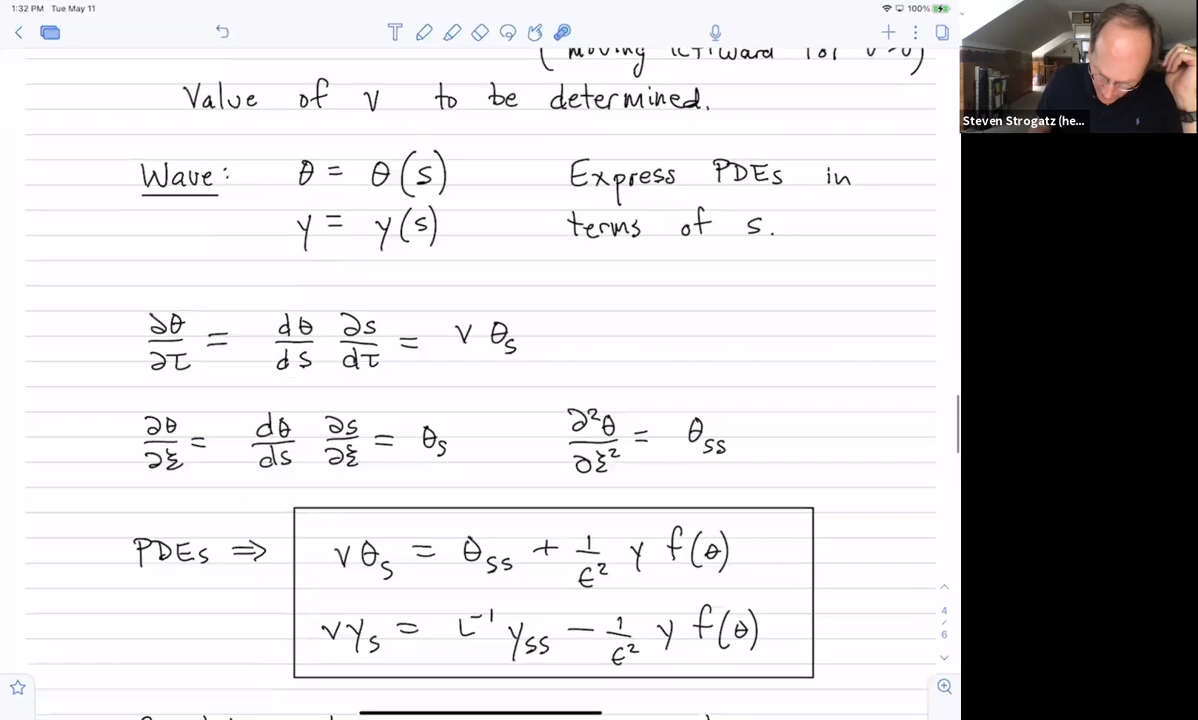 1:32 PM Tue May 11
100%
Value of v to be determined.
Wave: θ = θ(s) Express PDEs in
y = y(s) terms of s.
∂θ/∂τ = dθ/ds ∂s/dτ = v θ_s
∂θ/∂ξ = dθ/ds ∂s/∂ξ = θ_s ∂²θ/∂ξ² = θ_ss
PDEs ⇒ v θ_s = θ_ss + 1/ε² y f(θ)
v y_s = L⁻¹ y_ss − 1/ε² y f(θ)
4
/
6
Steven Strogatz (he...